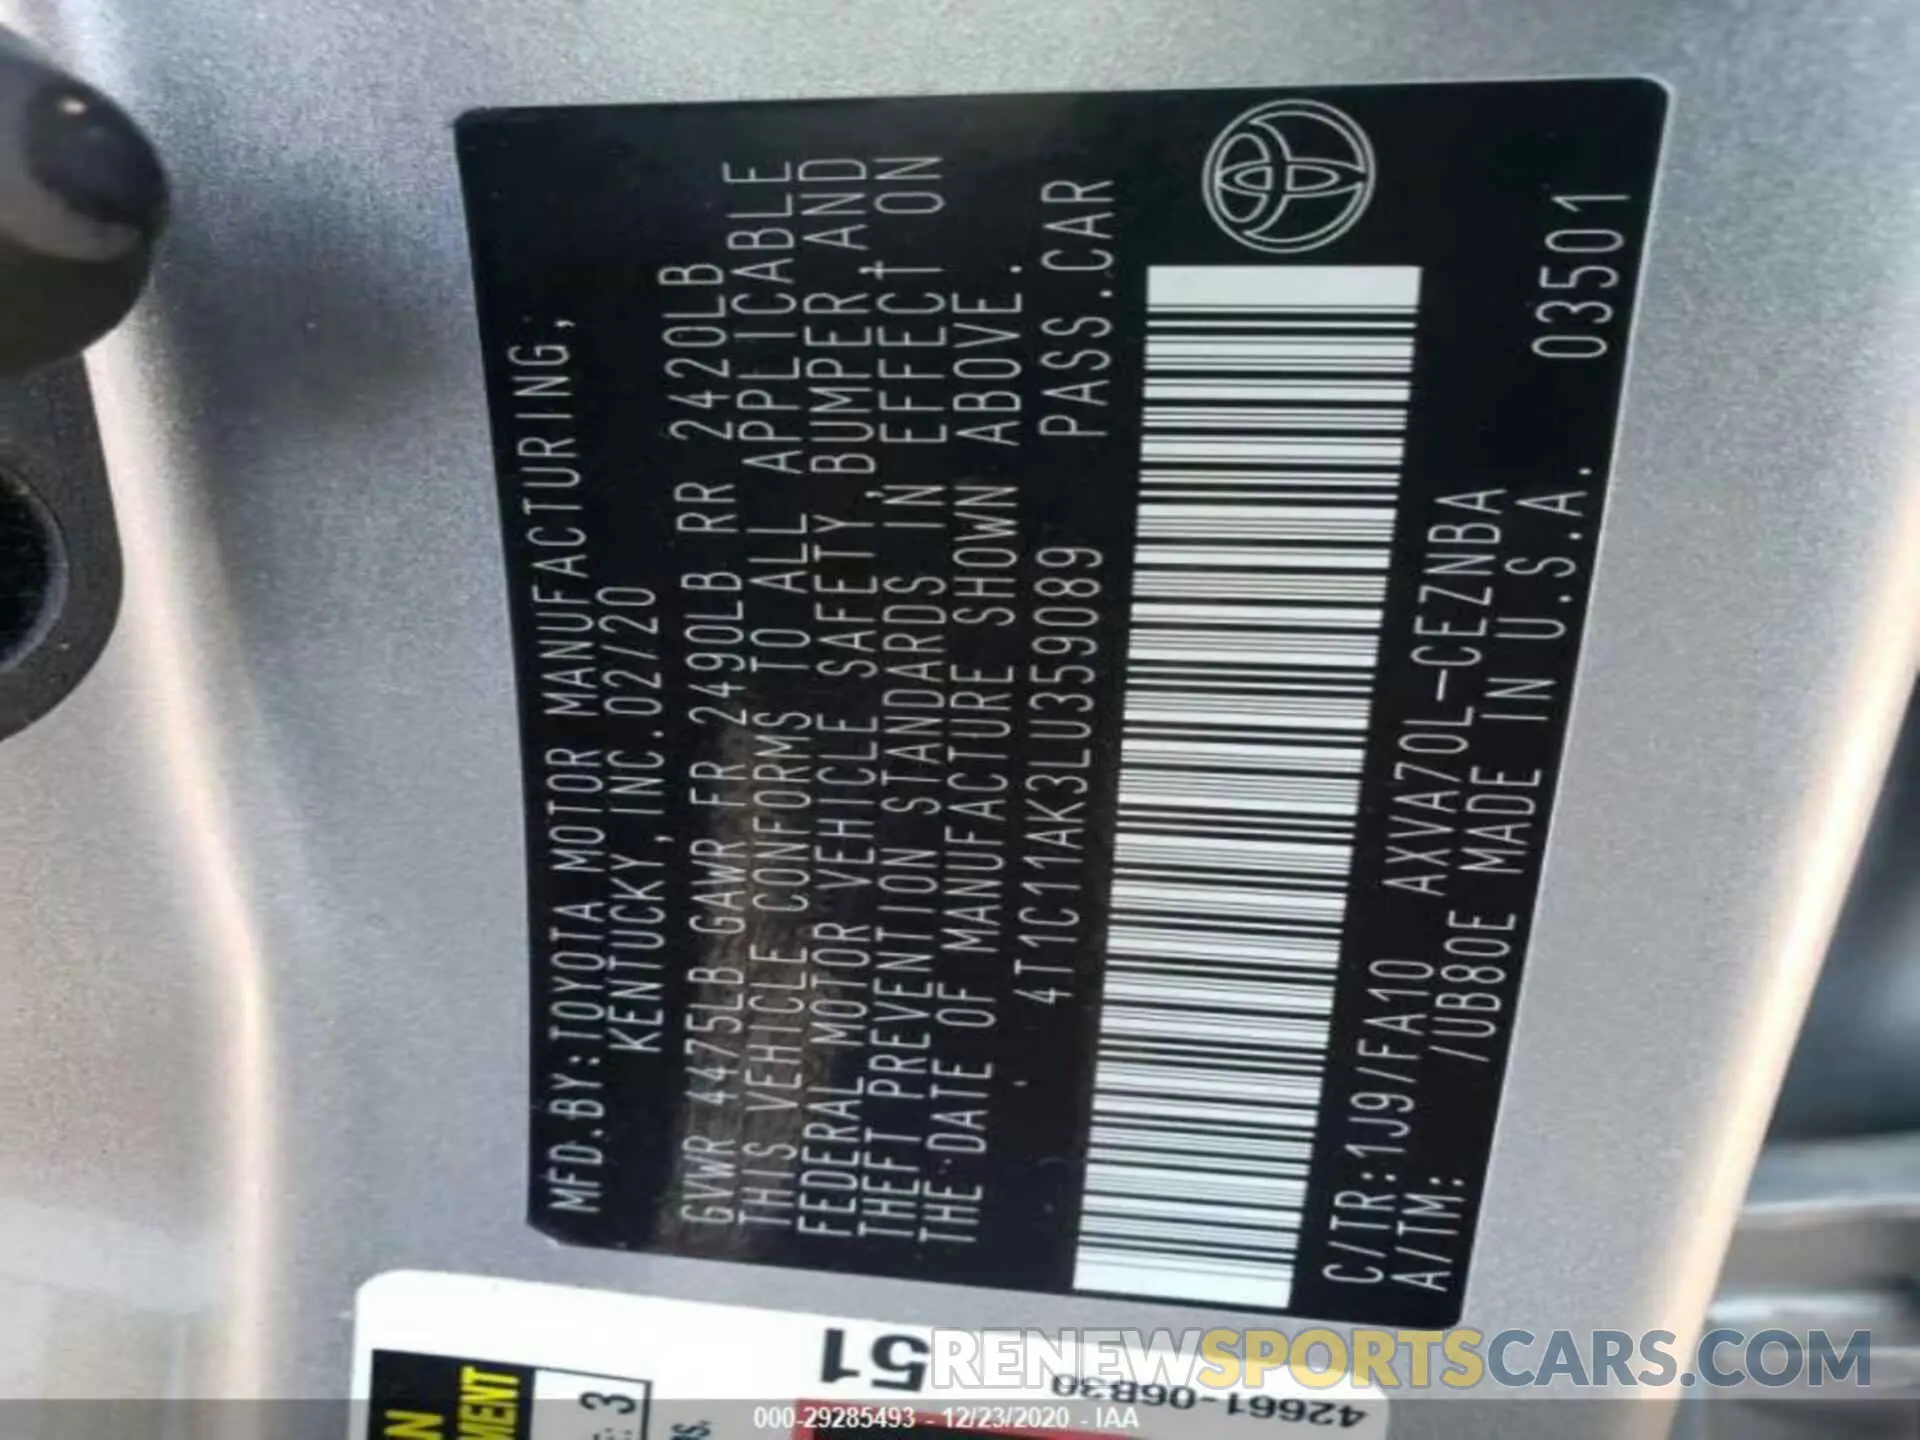 MFD.BY:TOYOTA MOTOR MANUFACTURING,
KENTUCKY, INC. 02/20
GVWR 4475LB GAWR FR 2490LB RR 2420LB
THIS VEHICLE CONFORMS TO ALL APPLICABLE
FEDERAL MOTOR VEHICLE SAFETY, BUMPER, AND
THEFT PREVENTION STANDARDS IN EFFECT ON
THE DATE OF MANUFACTURE SHOWN ABOVE.
4T1C11AK3LU359089 PASS.CAR
C/TR:1J9/FA10 AXVA70L-CEZNBA
A/TM: /UB80E MADE IN U.S.A. 03501
51
42661-06B30
3
RENEWSPORTSCARS.COM
000-29285493 - 12/23/2020 - IAA